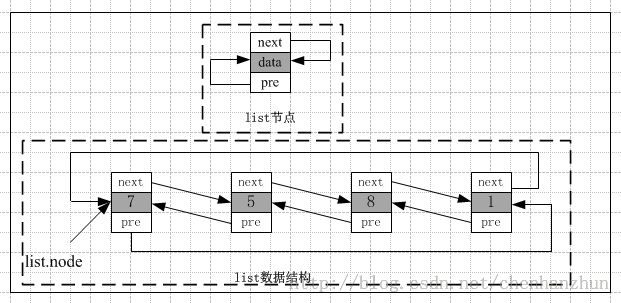 next
data
pre
list节点
next next next next
7 5 8 1
pre pre pre pre
list.node
list数据结构
http://blog.csdn.net/chenhanzhun